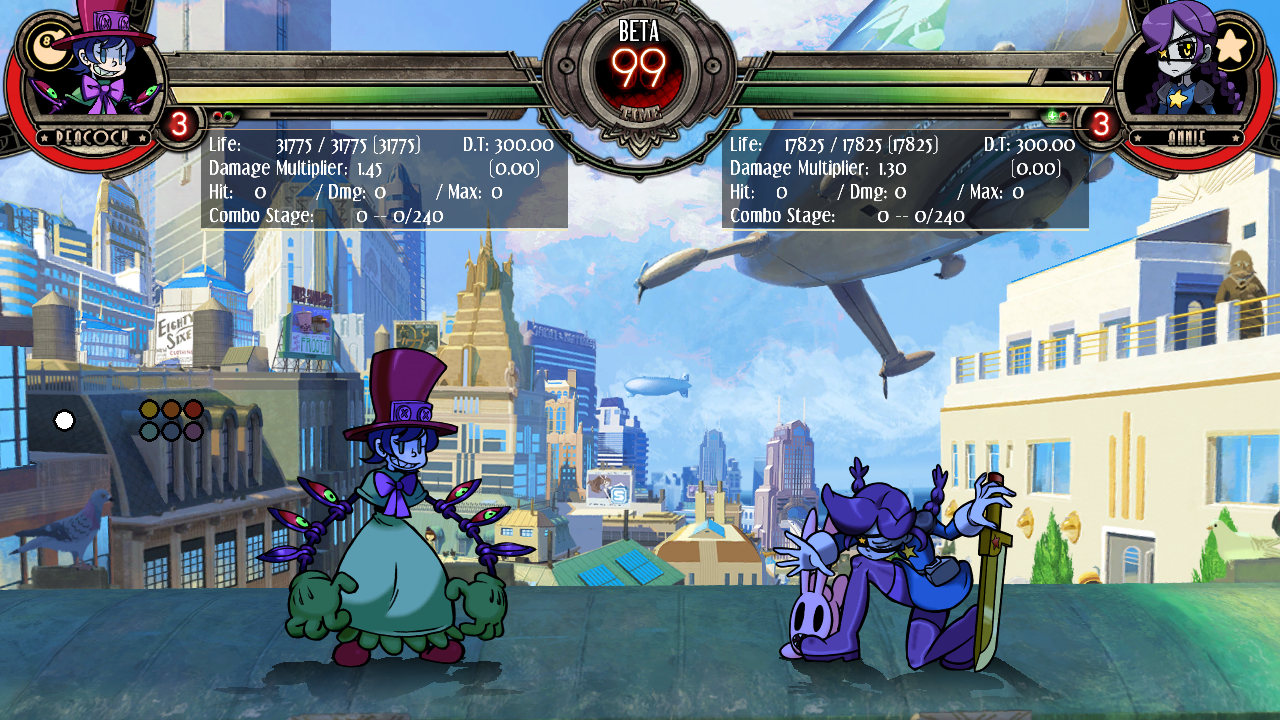 BETA
99
TIME
8
PEACOCK
3
3
ANNIE
Life: 31775 / 31775 (31775) D.T: 300.00
Damage Multiplier: 1.45 (0.00)
Hit: 0 / Dmg: 0 / Max: 0
Combo Stage: 0 -- 0/240
Life: 17825 / 17825 (17825) D.T: 300.00
Damage Multiplier: 1.30 (0.00)
Hit: 0 / Dmg: 0 / Max: 0
Combo Stage: 0 -- 0/240
EIGHTY
SIX
S